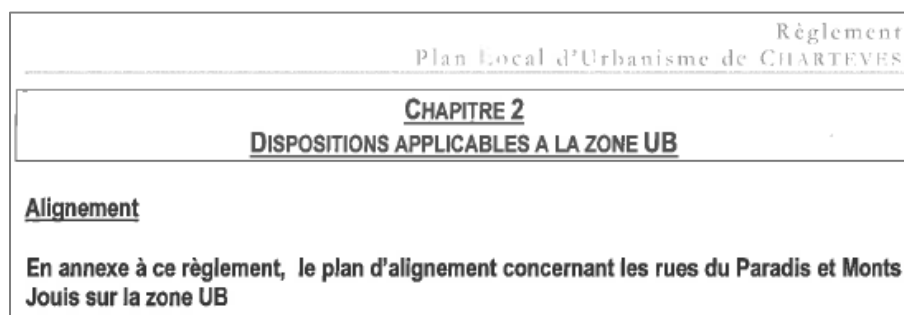 Règlement
Plan Local d'Urbanisme de CHARTEVES
CHAPITRE 2
DISPOSITIONS APPLICABLES A LA ZONE UB
Alignement
En annexe à ce règlement, le plan d'alignement concernant les rues du Paradis et Monts
Jouis sur la zone UB